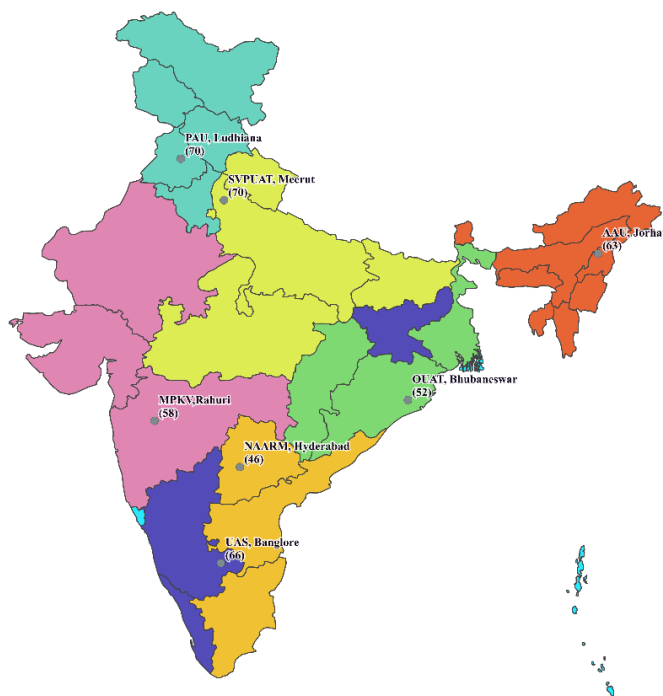 PAU, Ludhiana
(70)
SVPUAT, Meerut
(70)
AAU, Jorha
(63)
OUAT, Bhubaneswar
(52)
MPKV,Rahuri
(58)
NAARM, Hyderabad
(46)
UAS, Banglore
(66)